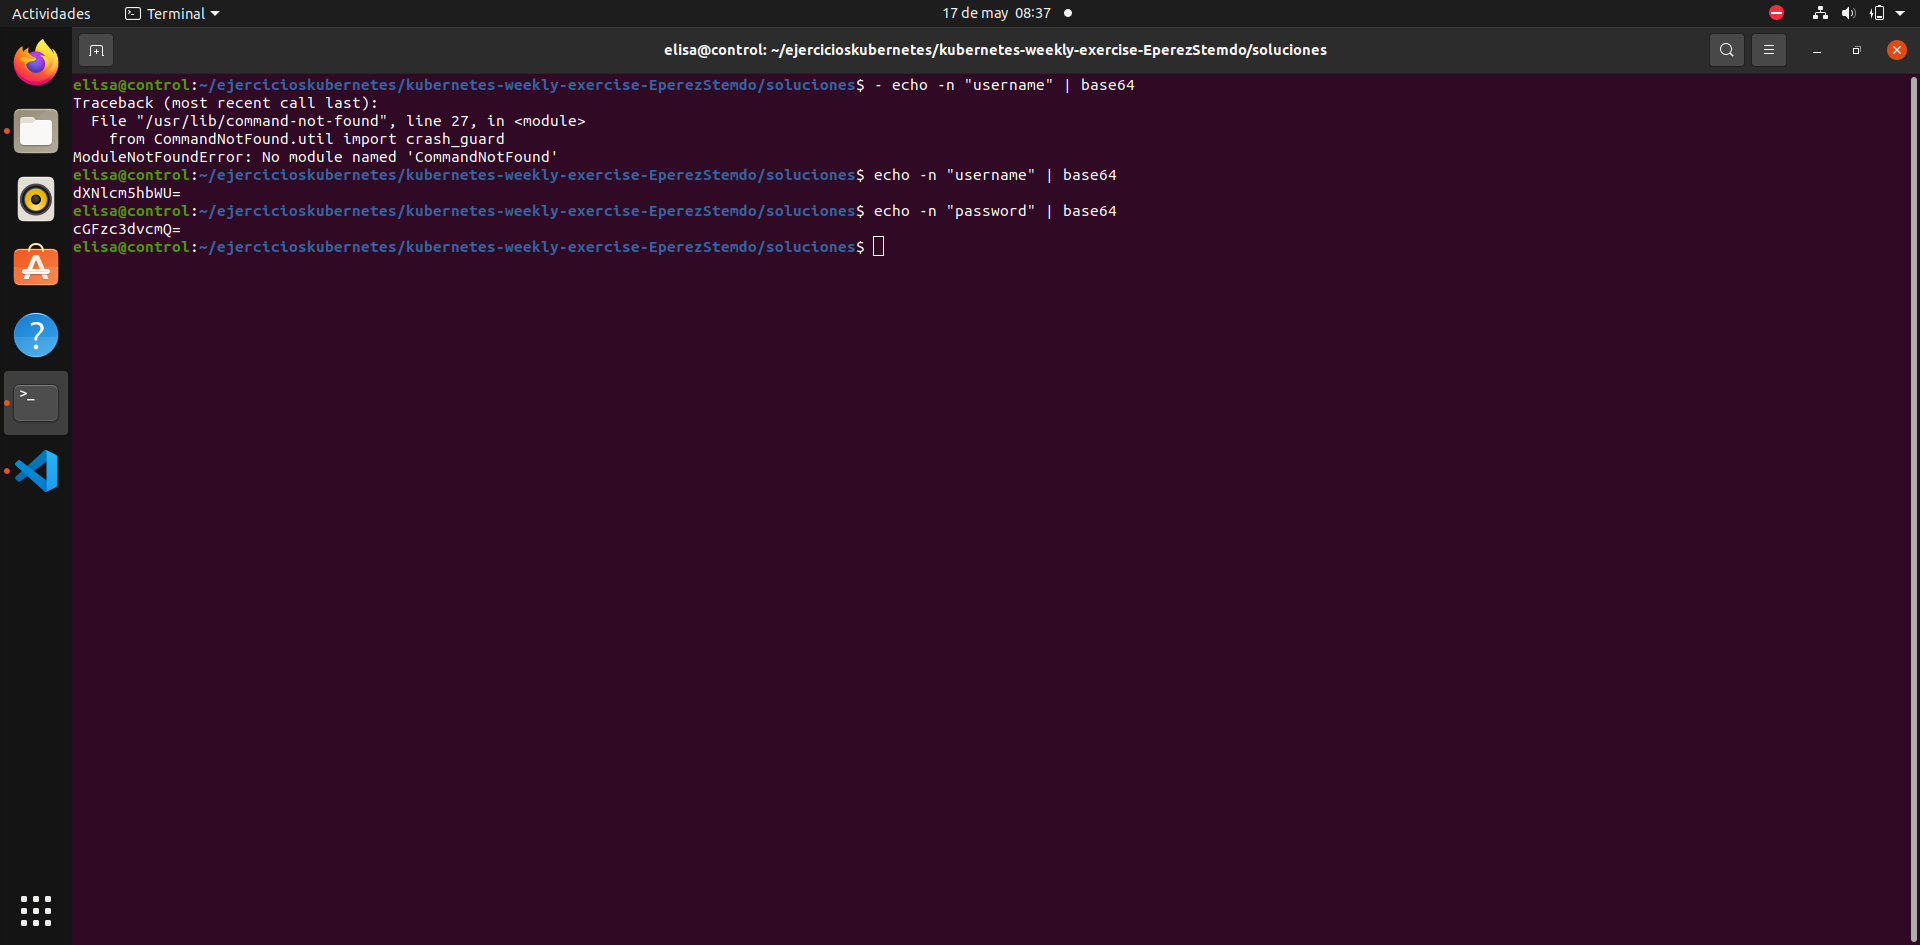 Actividades
Terminal
17 de may 08:37
elisa@control: ~/ejercicioskubernetes/kubernetes-weekly-exercise-EperezStemdo/soluciones
elisa@control:~/ejercicioskubernetes/kubernetes-weekly-exercise-EperezStemdo/soluciones$ - echo -n "username" | base64
Traceback (most recent call last):
  File "/usr/lib/command-not-found", line 27, in <module>
    from CommandNotFound.util import crash_guard
ModuleNotFoundError: No module named 'CommandNotFound'
elisa@control:~/ejercicioskubernetes/kubernetes-weekly-exercise-EperezStemdo/soluciones$ echo -n "username" | base64
dXNlcm5hbWU=
elisa@control:~/ejercicioskubernetes/kubernetes-weekly-exercise-EperezStemdo/soluciones$ echo -n "password" | base64
cGFzc3dvcmQ=
elisa@control:~/ejercicioskubernetes/kubernetes-weekly-exercise-EperezStemdo/soluciones$